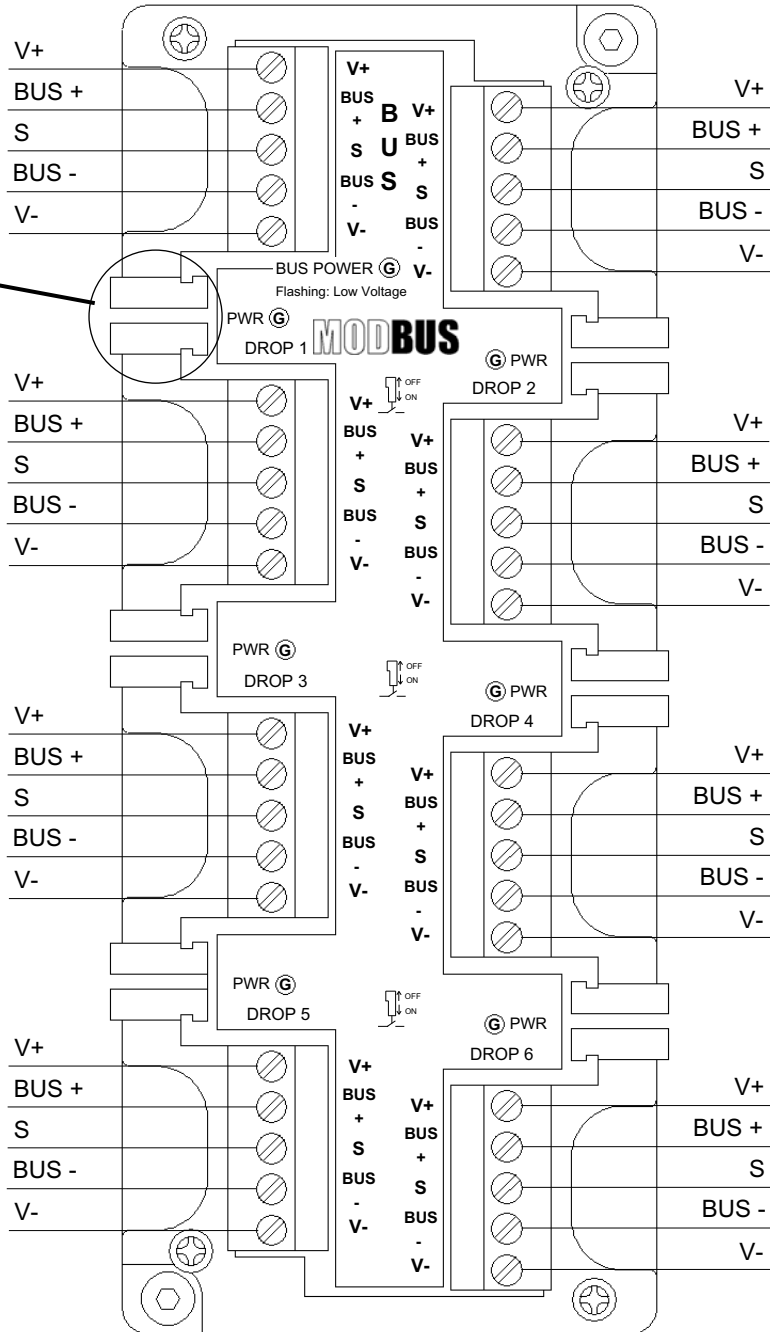 V+
BUS +
S
BUS -
V-
V+
BUS
+
S
BUS
-
V-
B
U
S
V+
BUS
+
S
BUS
-
V-
V+
BUS +
S
BUS -
V-
BUS POWER G
Flashing: Low Voltage
PWR G
DROP 1
MODBUS
G PWR
DROP 2
OFF
ON
V+
BUS +
S
BUS -
V-
V+
BUS
+
S
BUS
-
V-
V+
BUS
+
S
BUS
-
V-
V+
BUS +
S
BUS -
V-
PWR G
DROP 3
OFF
ON
G PWR
DROP 4
V+
BUS +
S
BUS -
V-
V+
BUS
+
S
BUS
-
V-
V+
BUS
+
S
BUS
-
V-
V+
BUS +
S
BUS -
V-
PWR G
DROP 5
OFF
ON
G PWR
DROP 6
V+
BUS +
S
BUS -
V-
V+
BUS
+
S
BUS
-
V-
V+
BUS
+
S
BUS
-
V-
V+
BUS +
S
BUS -
V-